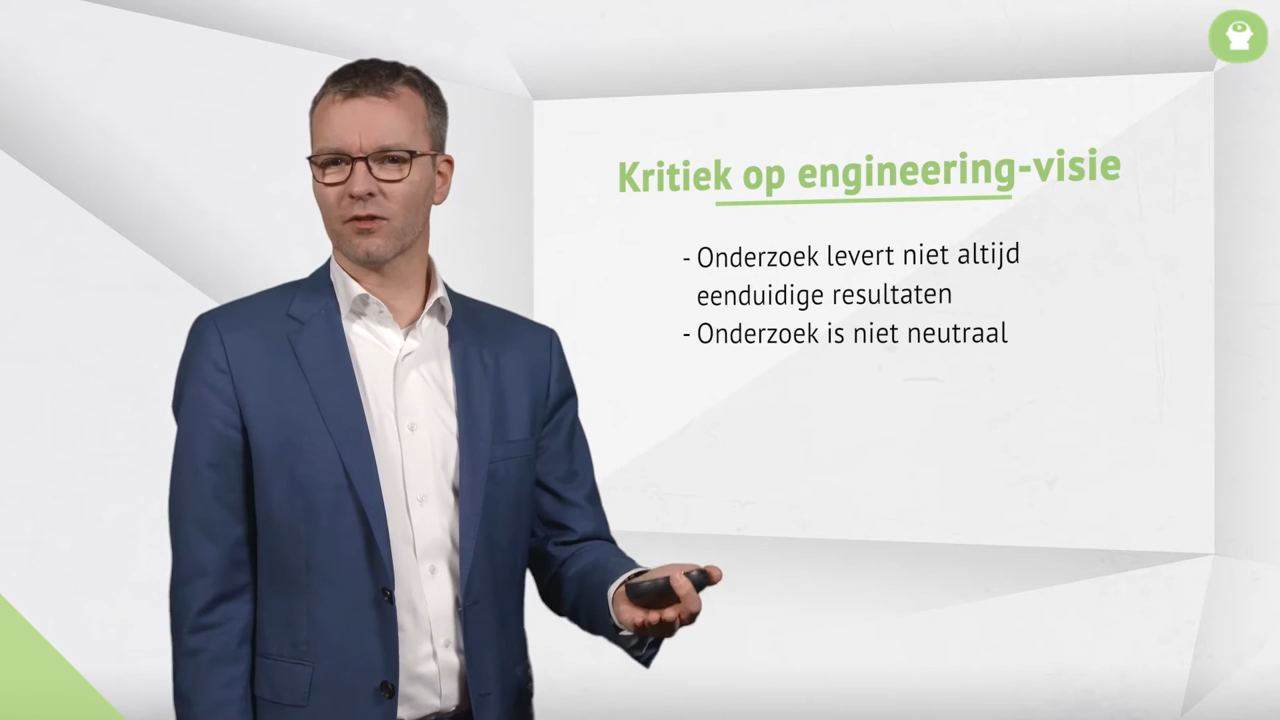 Kritiek op engineering-visie
- Onderzoek levert niet altijd
eenduidige resultaten
- Onderzoek is niet neutraal